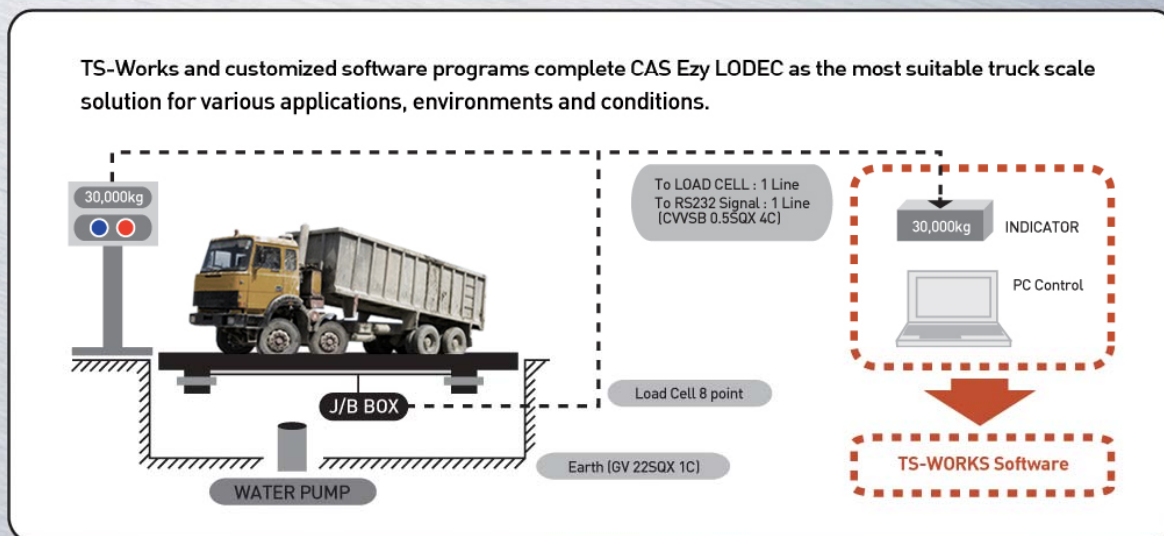 TS-Works and customized software programs complete CAS Ezy LODEC as the most suitable truck scale
solution for various applications, environments and conditions.
30,000kg
To LOAD CELL : 1 Line
To RS232 Signal : 1 Line
(CVVSB 0.5SQX 4C)
30,000kg
INDICATOR
PC Control
J/B BOX
Load Cell 8 point
Earth (GV 22SQX 1C)
WATER PUMP
TS-WORKS Software